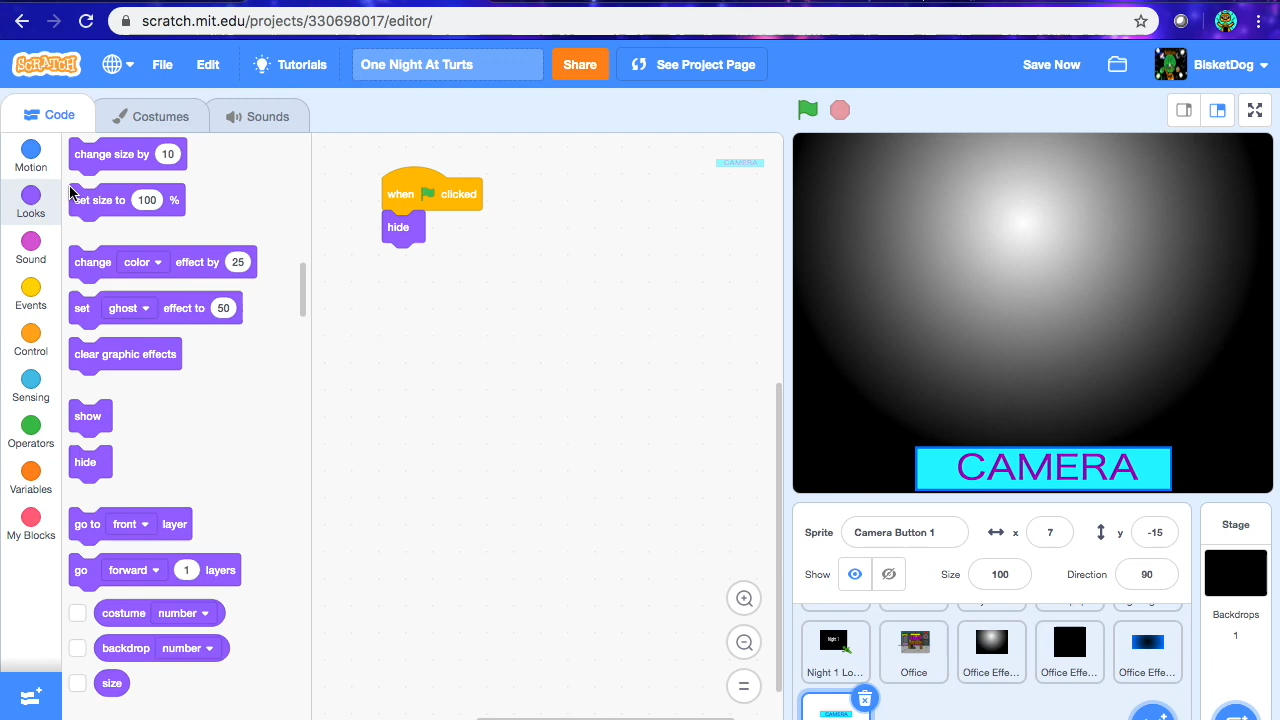 scratch.mit.edu/projects/330698017/editor/
SCRATCH File Edit Tutorials One Night At Turts Share See Project Page Save Now BisketDog
Code Costumes Sounds
Motion
Looks
Sound
Events
Control
Sensing
Operators
Variables
My Blocks
change size by 10
set size to 100 %
change color effect by 25
set ghost effect to 50
clear graphic effects
show
hide
go to front layer
go forward 1 layers
costume number
backdrop number
size
when clicked
hide
CAMERA
CAMERA
Sprite Camera Button 1 x 7 y -15
Show Size 100 Direction 90
Night 1
Night 1 Lo... Office Office Effe... Office Effe... Office Effe...
CAMERA
Stage
Backdrops
1